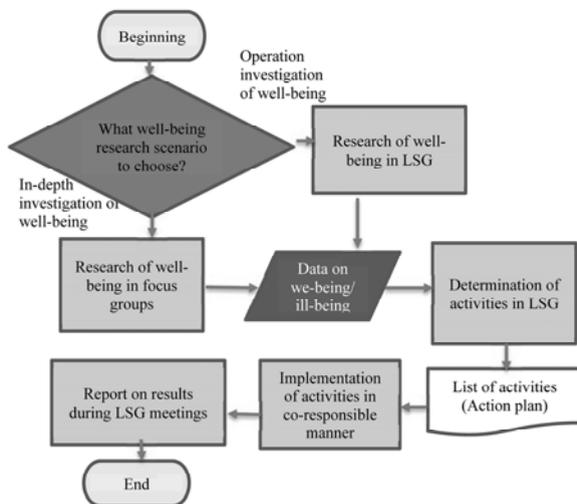 Beginning
Operation
investigation
of well-being
What well-being
research scenario
to choose?
Research of well-
being in LSG
In-depth
investigation of
well-being
Research of well-
being in focus
groups
Data on
we-being/
ill-being
Determination of
activities in LSG
List of activities
(Action plan)
Implementation
of activities in
co-responsible
manner
Report on results
during LSG meetings
End